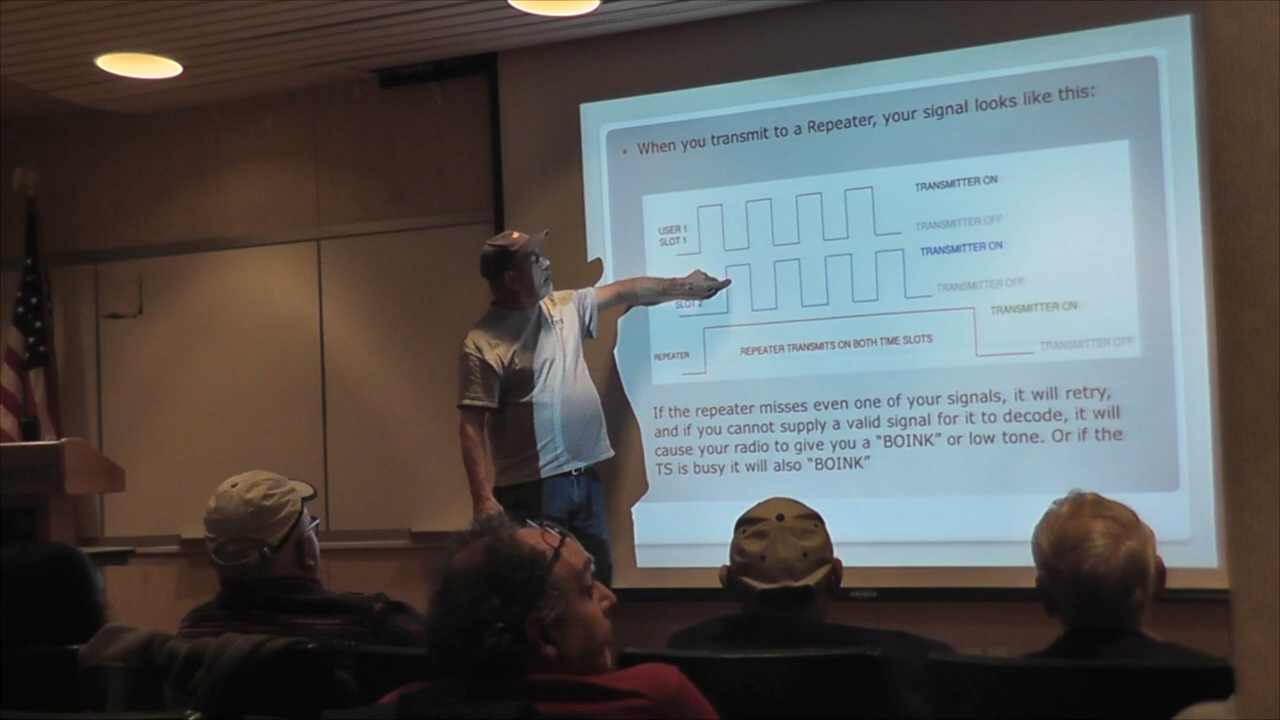 When you transmit to a Repeater, your signal looks like this:
TRANSMITTER ON
USER 1
SLOT 1
TRANSMITTER OFF
TRANSMITTER ON
SLOT 2
TRANSMITTER OFF
TRANSMITTER ON
REPEATER
REPEATER TRANSMITS ON BOTH TIME SLOTS
TRANSMITTER OFF
If the repeater misses even one of your signals, it will retry,
and if you cannot supply a valid signal for it to decode, it will
cause your radio to give you a "BOINK" or low tone. Or if the
TS is busy it will also "BOINK"